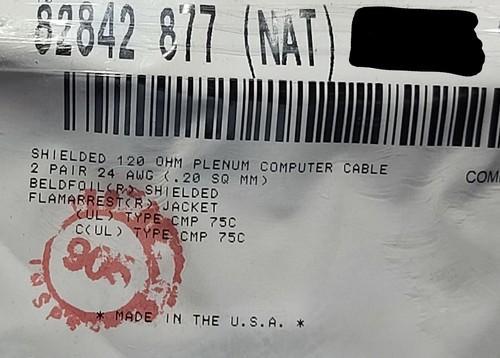 82842 877 (NAT)
SHIELDED 120 OHM PLENUM COMPUTER CABLE
2 PAIR 24 AWG (.20 SQ MM)
BELDFOIL(R) SHIELDED
FLAMARREST(R) JACKET
(UL) TYPE CMP 75C
C(UL) TYPE CMP 75C
* MADE IN THE U.S.A. *